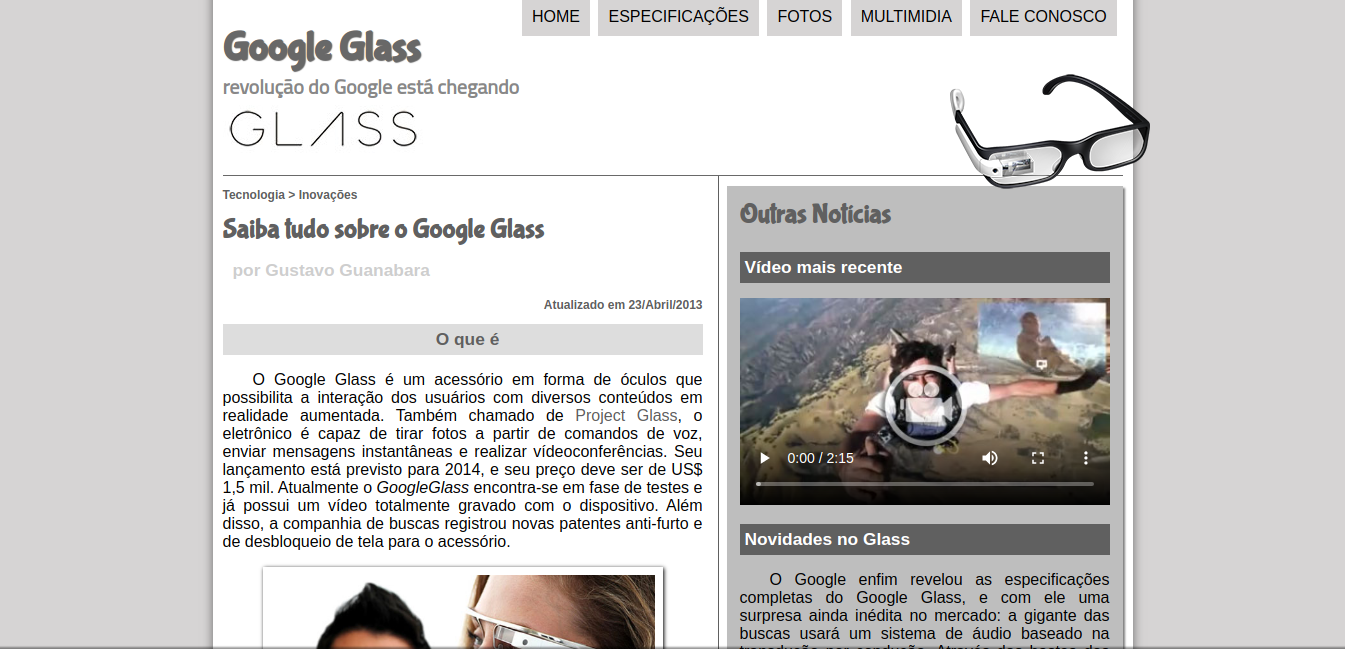 HOME ESPECIFICAÇÕES FOTOS MULTIMIDIA FALE CONOSCO
Google Glass
revolução do Google está chegando
GLASS
Tecnologia > Inovações
Saiba tudo sobre o Google Glass
por Gustavo Guanabara
Atualizado em 23/Abril/2013
O que é
O Google Glass é um acessório em forma de óculos que
possibilita a interação dos usuários com diversos conteúdos em
realidade aumentada. Também chamado de Project Glass, o
eletrônico é capaz de tirar fotos a partir de comandos de voz,
enviar mensagens instantâneas e realizar vídeoconferências. Seu
lançamento está previsto para 2014, e seu preço deve ser de US$
1,5 mil. Atualmente o GoogleGlass encontra-se em fase de testes e
já possui um vídeo totalmente gravado com o dispositivo. Além
disso, a companhia de buscas registrou novas patentes anti-furto e
de desbloqueio de tela para o acessório.
Outras Notícias
Vídeo mais recente
0:00 / 2:15
Novidades no Glass
O Google enfim revelou as especificações
completas do Google Glass, e com ele uma
surpresa ainda inédita no mercado: a gigante das
buscas usará um sistema de áudio baseado na